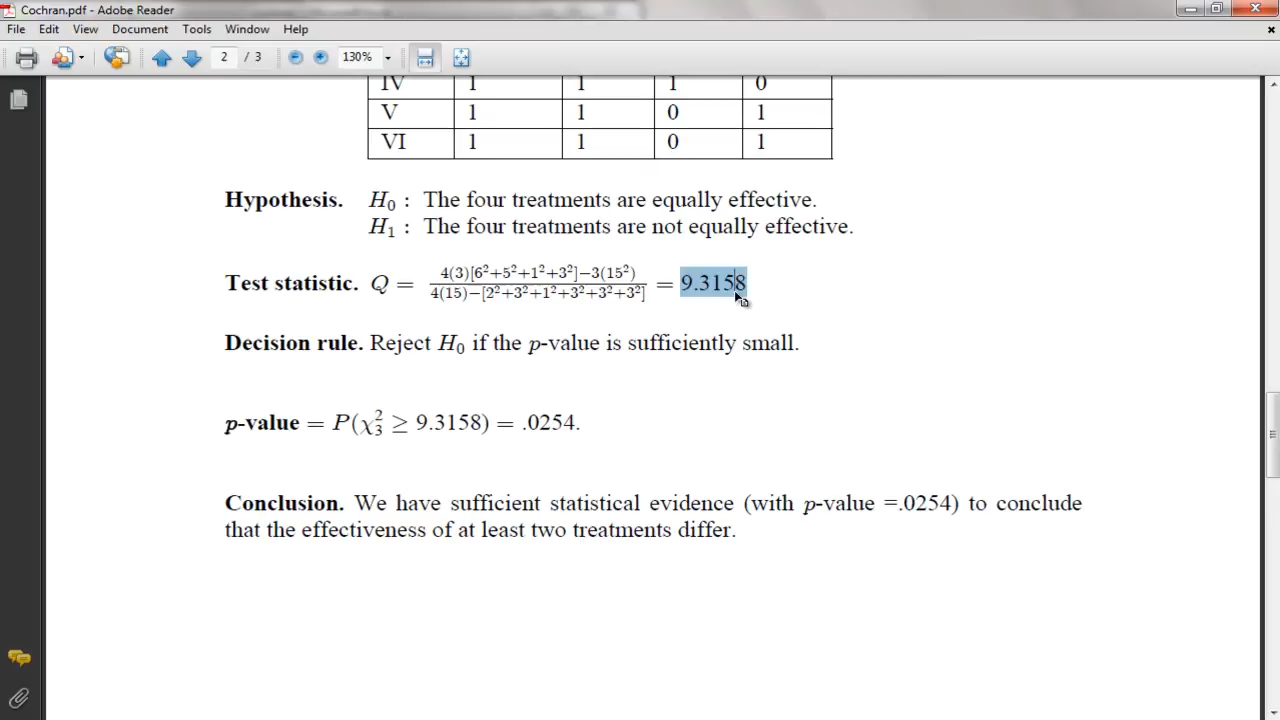 Cochran.pdf - Adobe Reader
File Edit View Document Tools Window Help
2 / 3 130%
IV 1 1 1 0
V 1 1 0 1
VI 1 1 0 1
Hypothesis. H₀ : The four treatments are equally effective.
H₁ : The four treatments are not equally effective.
Test statistic. Q = 4(3)[6²+5²+1²+3²]−3(15²) / 4(15)−[2²+3²+1²+3²+3²+3²] = 9.3158
Decision rule. Reject H₀ if the p-value is sufficiently small.
p-value = P(χ²₃ ≥ 9.3158) = .0254.
Conclusion. We have sufficient statistical evidence (with p-value =.0254) to conclude
that the effectiveness of at least two treatments differ.